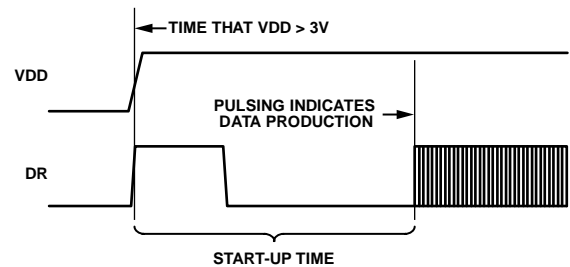 TIME THAT VDD > 3V
VDD
PULSING INDICATES
DATA PRODUCTION
DR
START-UP TIME